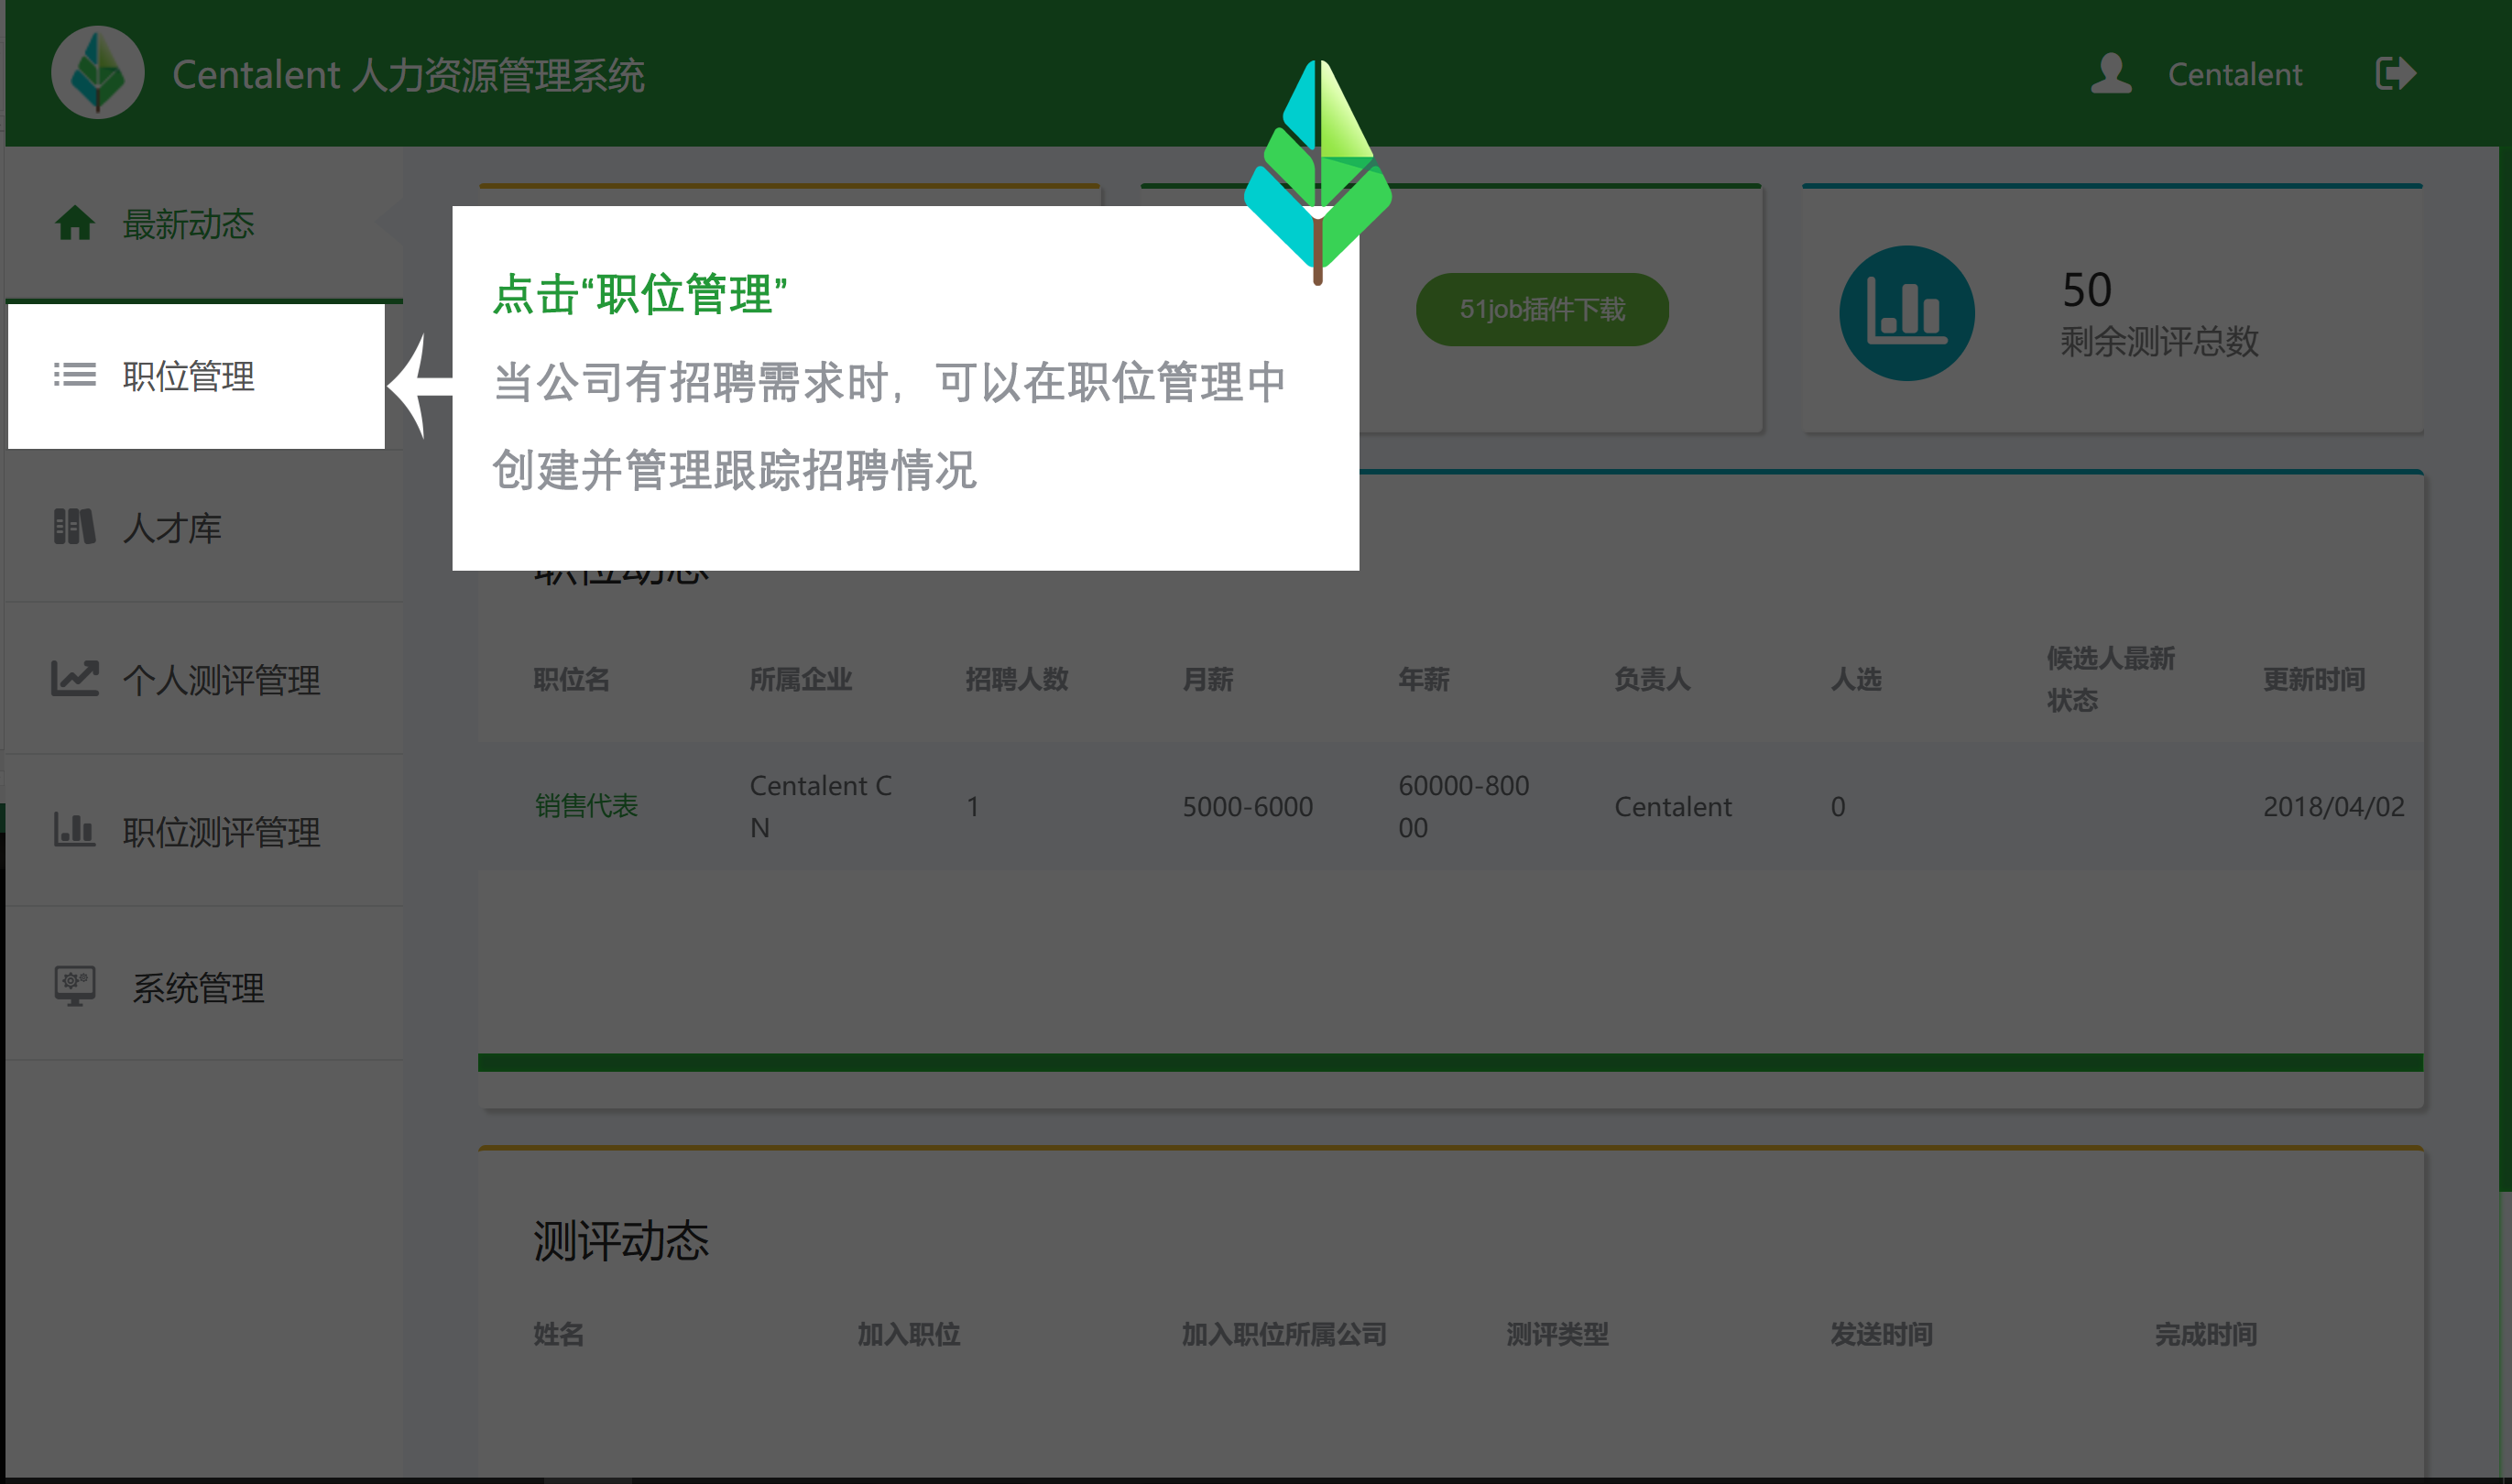 Centalent 人力资源管理系统
Centalent
最新动态
职位管理
人才库
个人测评管理
职位测评管理
系统管理
点击“职位管理”
当公司有招聘需求时，可以在职位管理中
创建并管理跟踪招聘情况
51job插件下载
50
剩余测评总数
职位动态
职位名 所属企业 招聘人数 月薪 年薪 负责人 人选 候选人最新 更新时间
状态
销售代表 Centalent C 1 5000-6000 60000-800 Centalent 0 2018/04/02
N 00
测评动态
姓名 加入职位 加入职位所属公司 测评类型 发送时间 完成时间